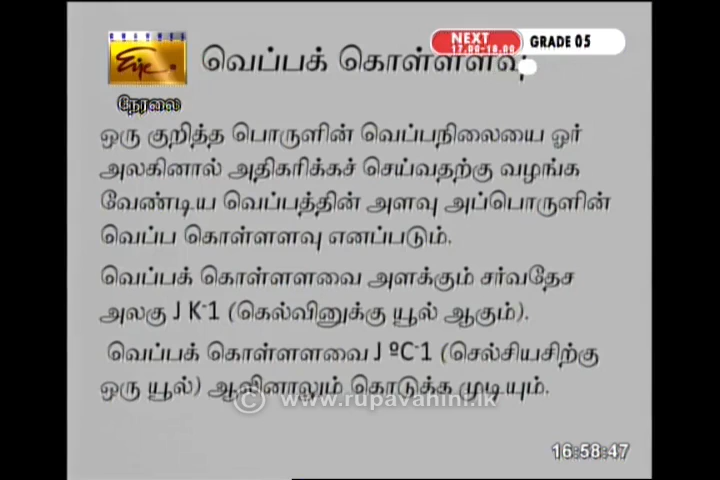 NEXT
17.00-18.00
GRADE 05
வெப்பக் கொள்ளளவு
நேரலை
ஒரு குறித்த பொருளின் வெப்பநிலையை ஓர்
அலகினால் அதிகரிக்கச் செய்வதற்கு வழங்க
வேண்டிய வெப்பத்தின் அளவு அப்பொருளின்
வெப்ப கொள்ளளவு எனப்படும்.
வெப்பக் கொள்ளளவை அளக்கும் சர்வதேச
அலகு J K-1 (கெல்வினுக்கு யூல் ஆகும்).
வெப்பக் கொள்ளளவை J ºC-1 (செல்சியசிற்கு
ஒரு யூல்) ஆலினாலும் கொடுக்க முடியும்.
© www.rupavahini.lk
16:58:47